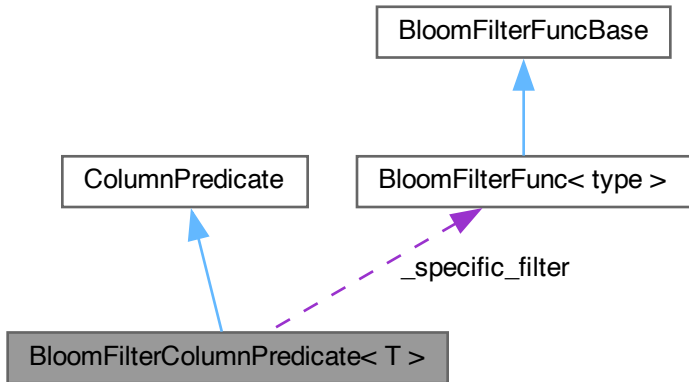 BloomFilterFuncBase
ColumnPredicate
BloomFilterFunc< type >
_specific_filter
BloomFilterColumnPredicate< T >